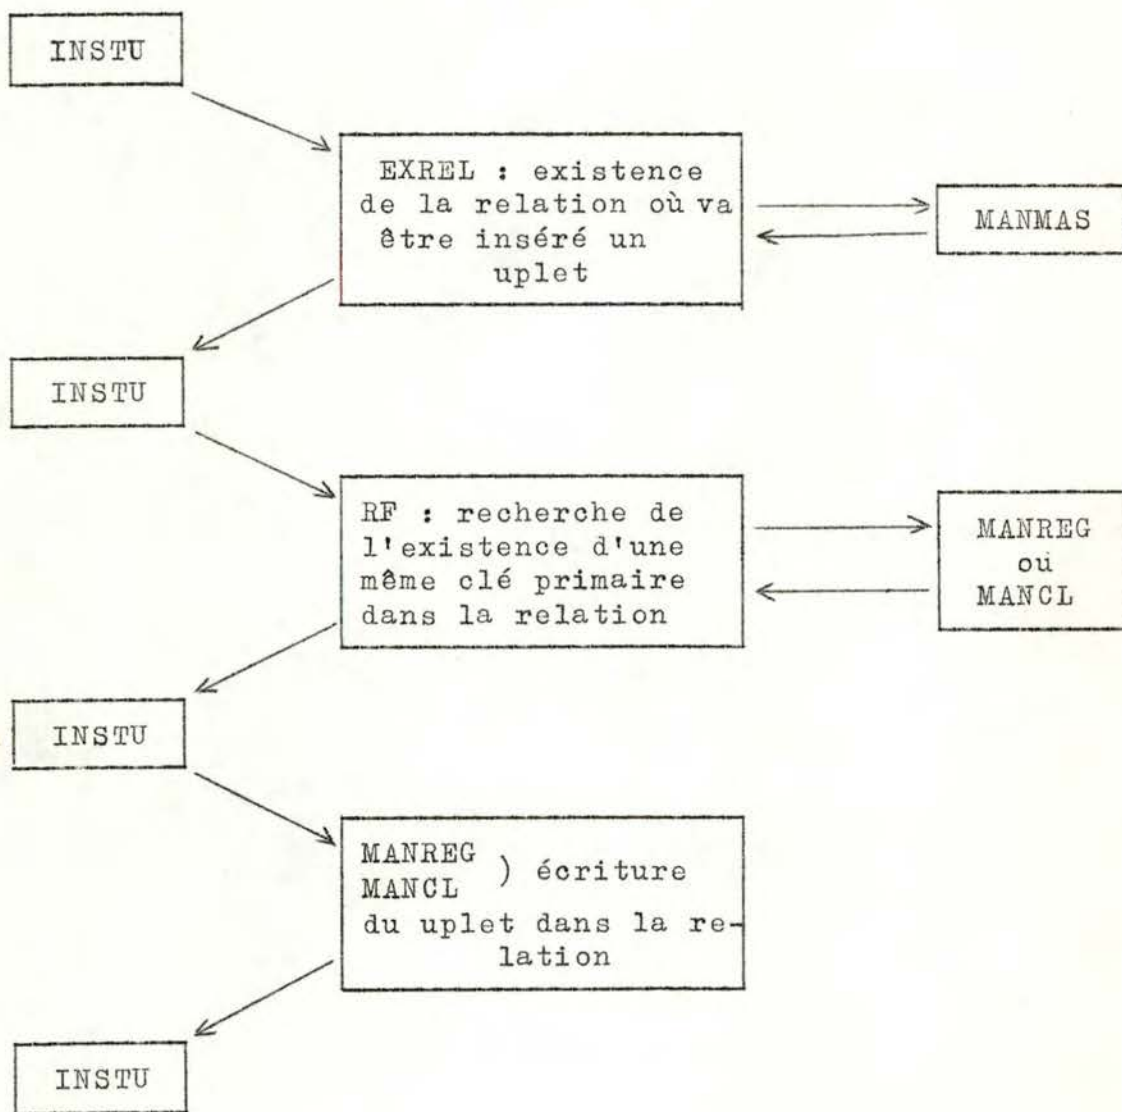 INSTU
EXREL : existence
de la relation où va
être inséré un
uplet
MANMAS
INSTU
RF : recherche de
l'existence d'une
même clé primaire
dans la relation
MANREG
ou
MANCL
INSTU
MANREG
MANCL ) écriture
du uplet dans la re-
lation
INSTU